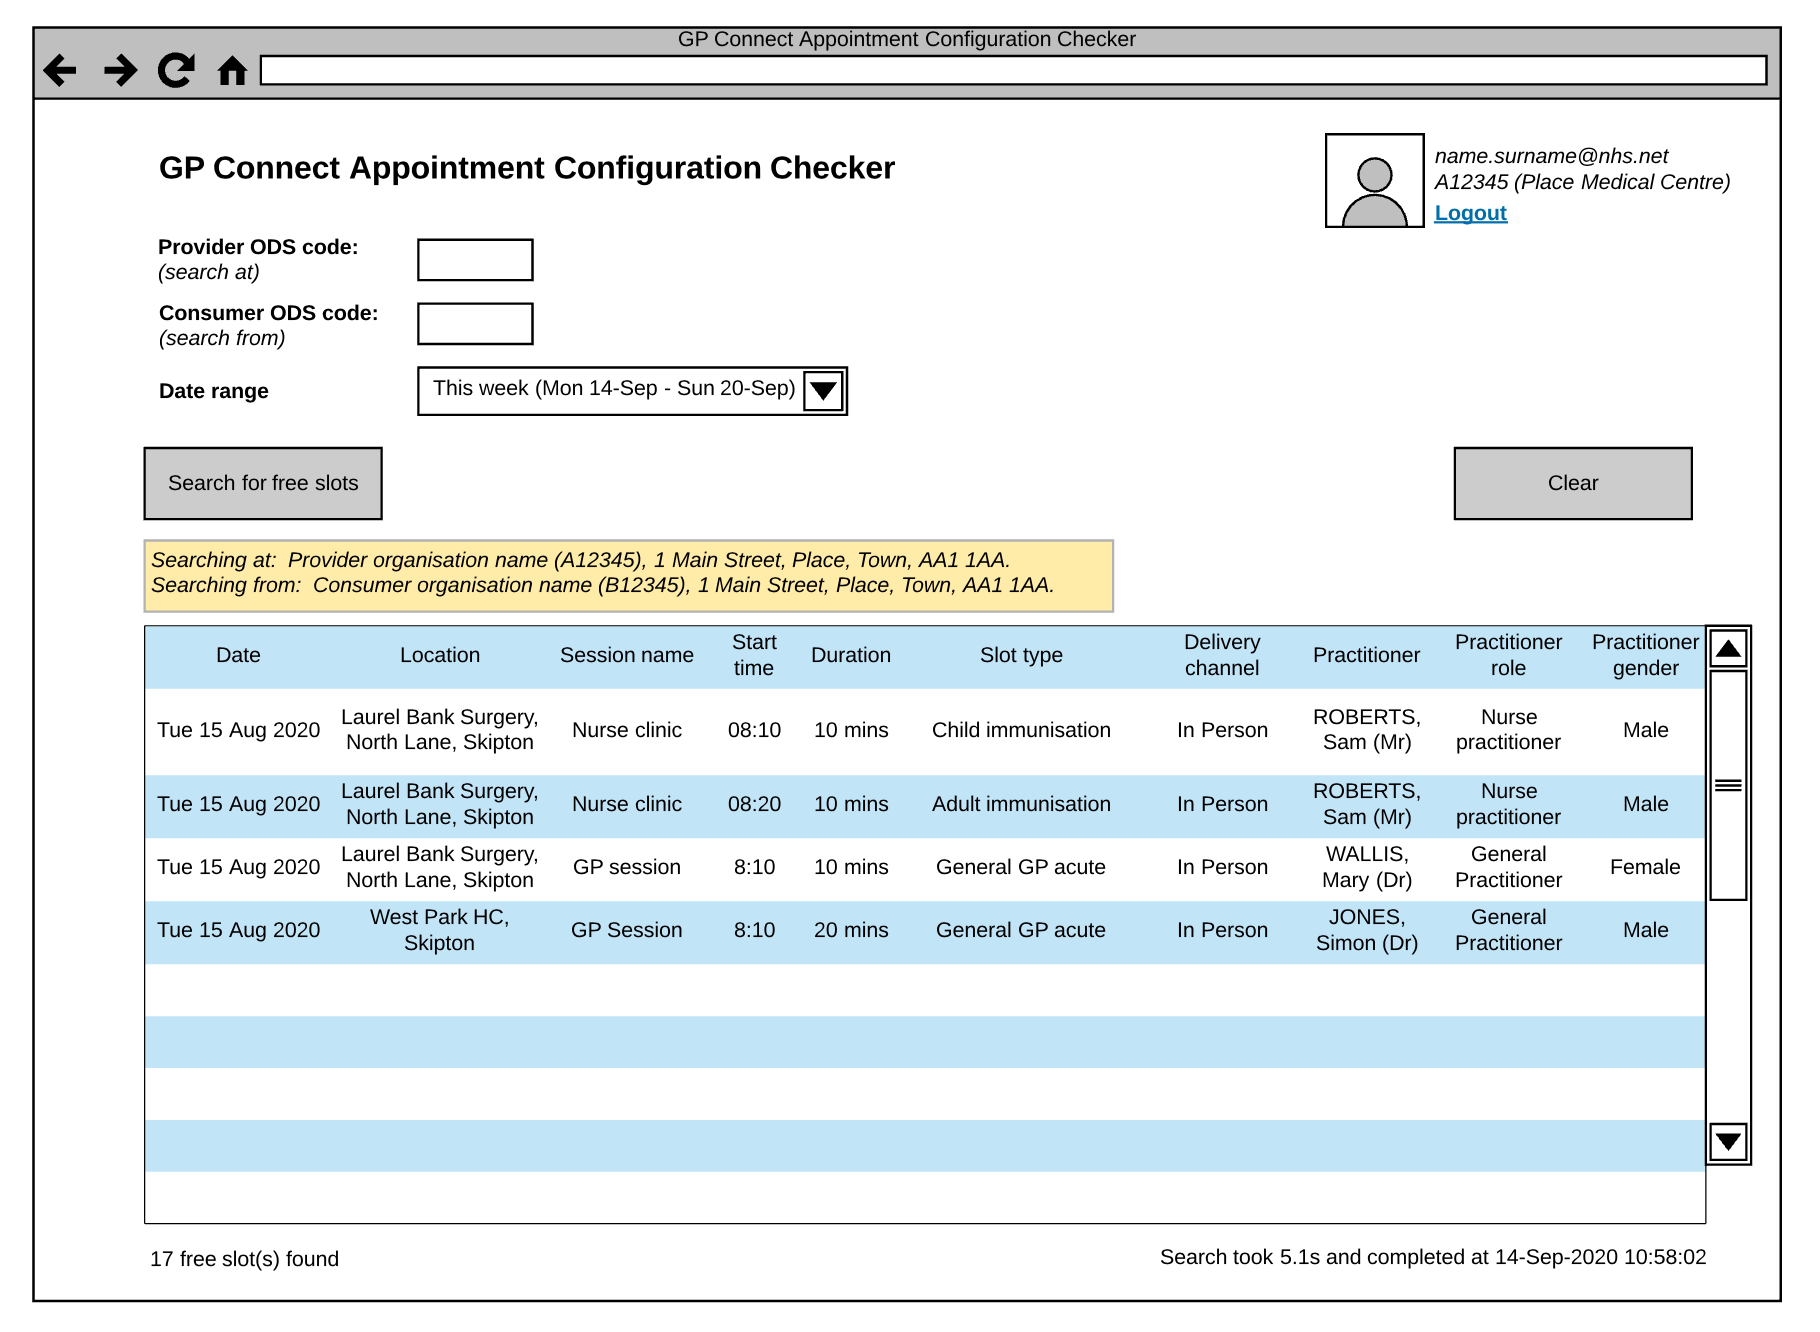 GP Connect Appointment Configuration Checker
GP Connect Appointment Configuration Checker
name.surname@nhs.net
A12345 (Place Medical Centre)
Logout
Provider ODS code:
(search at)
Consumer ODS code:
(search from)
Date range
This week (Mon 14-Sep - Sun 20-Sep)
Search for free slots
Clear
Searching at:  Provider organisation name (A12345), 1 Main Street, Place, Town, AA1 1AA.
Searching from:  Consumer organisation name (B12345), 1 Main Street, Place, Town, AA1 1AA.
Date
Location
Session name
Start
time
Duration
Slot type
Delivery
channel
Practitioner
Practitioner
role
Practitioner
gender
Tue 15 Aug 2020
Laurel Bank Surgery,
North Lane, Skipton
Nurse clinic
08:10
10 mins
Child immunisation
In Person
ROBERTS,
Sam (Mr)
Nurse
practitioner
Male
Tue 15 Aug 2020
Laurel Bank Surgery,
North Lane, Skipton
Nurse clinic
08:20
10 mins
Adult immunisation
In Person
ROBERTS,
Sam (Mr)
Nurse
practitioner
Male
Tue 15 Aug 2020
Laurel Bank Surgery,
North Lane, Skipton
GP session
8:10
10 mins
General GP acute
In Person
WALLIS,
Mary (Dr)
General
Practitioner
Female
Tue 15 Aug 2020
West Park HC,
Skipton
GP Session
8:10
20 mins
General GP acute
In Person
JONES,
Simon (Dr)
General
Practitioner
Male
17 free slot(s) found
Search took 5.1s and completed at 14-Sep-2020 10:58:02